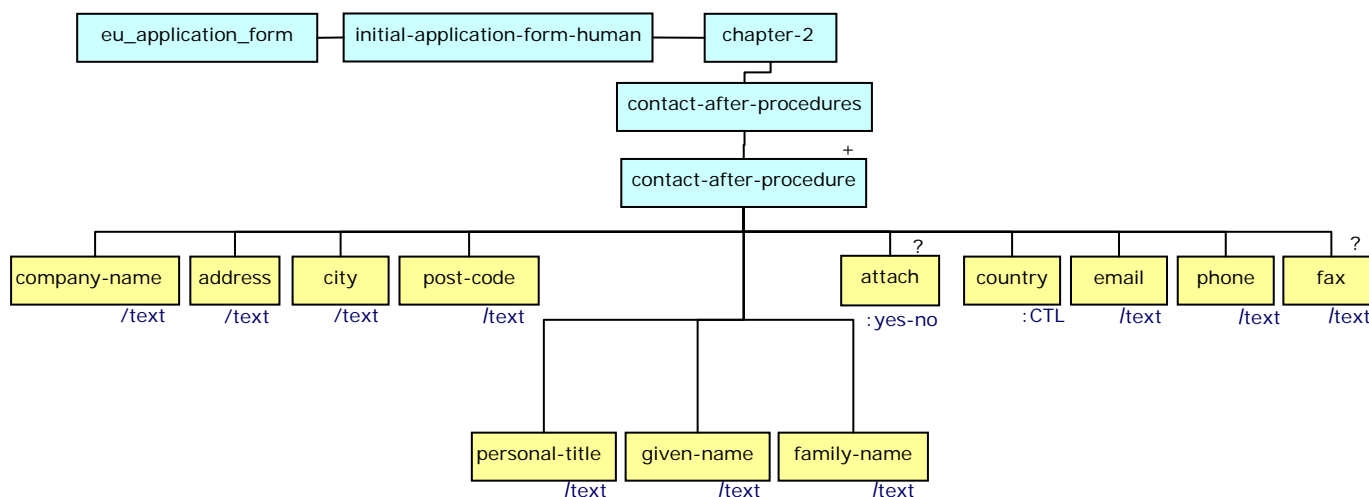 eu_application_form
initial-application-form-human
chapter-2
contact-after-procedures
+
contact-after-procedure
company-name
/text
address
/text
city
/text
post-code
/text
?
attach
:yes-no
country
:CTL
email
/text
phone
/text
?
fax
/text
personal-title
/text
given-name
/text
family-name
/text